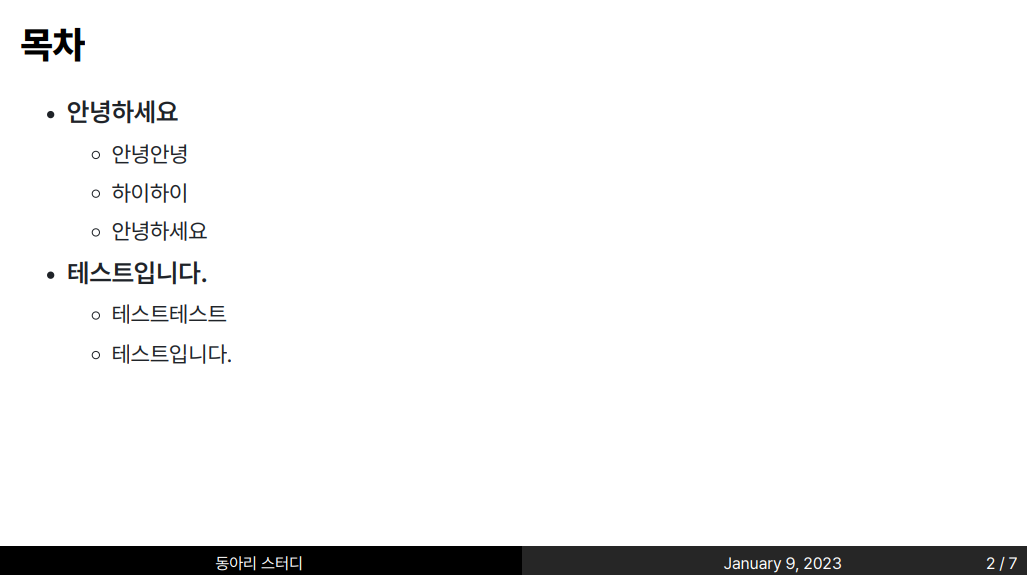 목차
안녕하세요
안녕안녕
하이하이
안녕하세요
테스트입니다.
테스트테스트
테스트입니다.
동아리 스터디
January 9, 2023
2 / 7